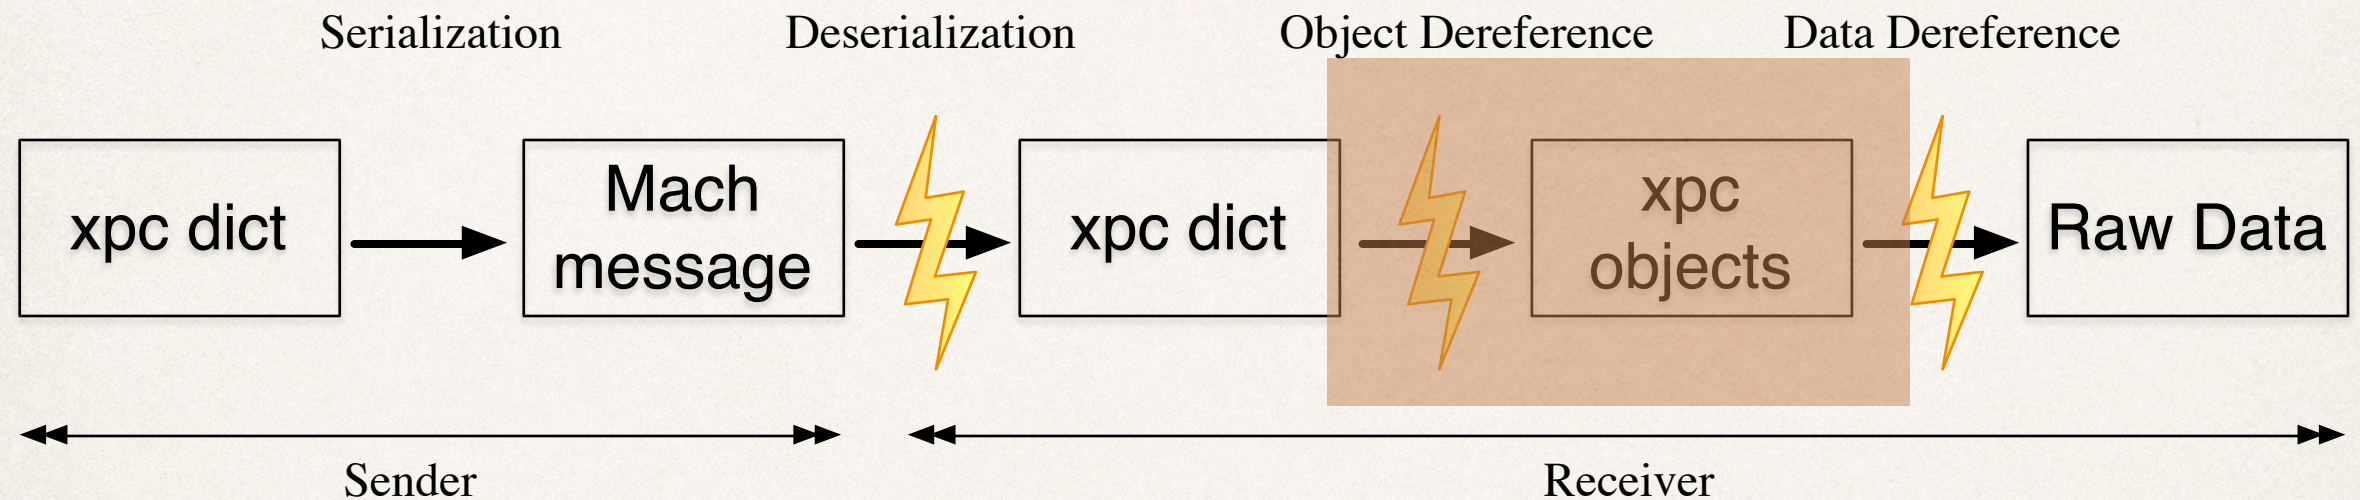 Serialization
Deserialization
Object Dereference
Data Dereference
xpc dict
Mach
message
xpc dict
xpc
objects
Raw Data
Sender
Receiver